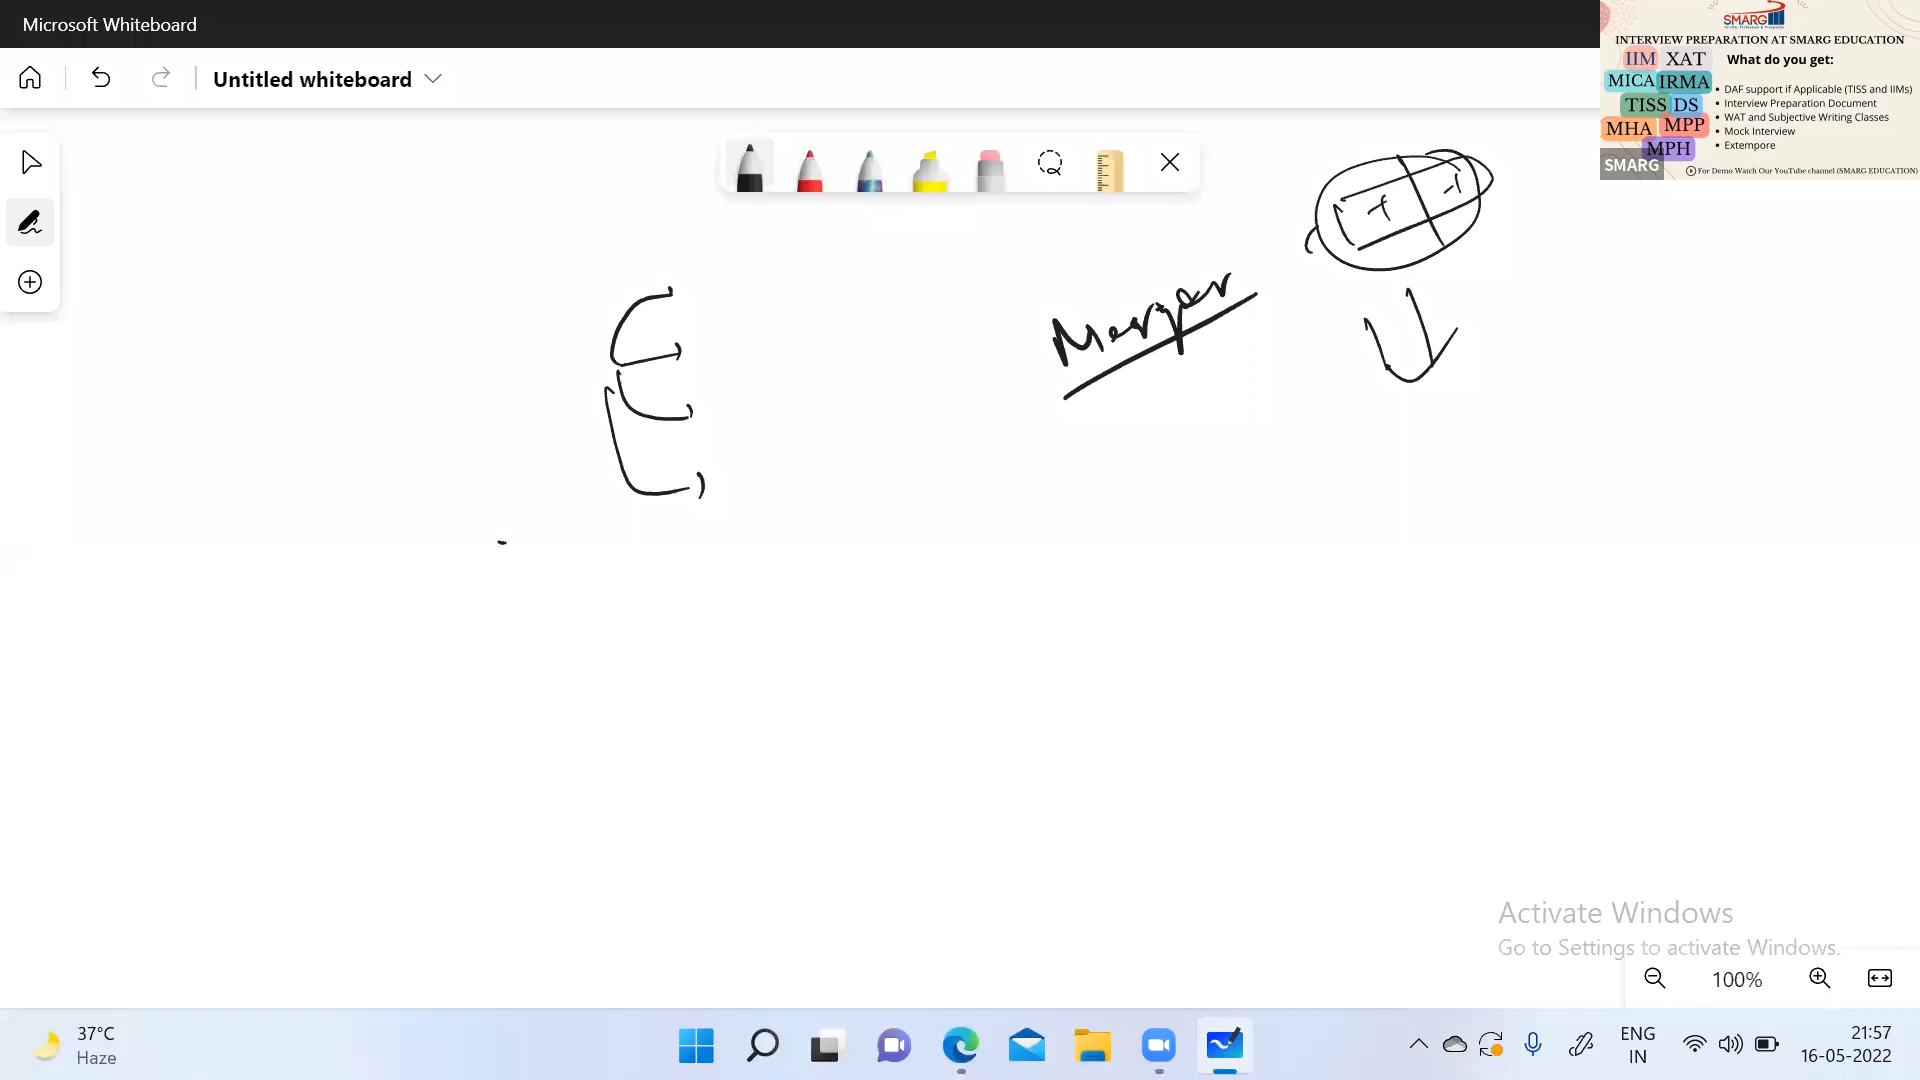 Microsoft Whiteboard
Untitled whiteboard
SMARG
INTERVIEW PREPARATION AT SMARG EDUCATION
IIM XAT
MICA IRMA
TISS DS
MHA MPP
MPH
SMARG
What do you get:
• DAF support if Applicable (TISS and IIMs)
• Interview Preparation Document
• WAT and Subjective Writing Classes
• Mock Interview
• Extempore
For Demo Watch Our YouTube channel (SMARG EDUCATION)
Merger
Activate Windows
Go to Settings to activate Windows.
100%
37°C
Haze
ENG
IN
21:57
16-05-2022